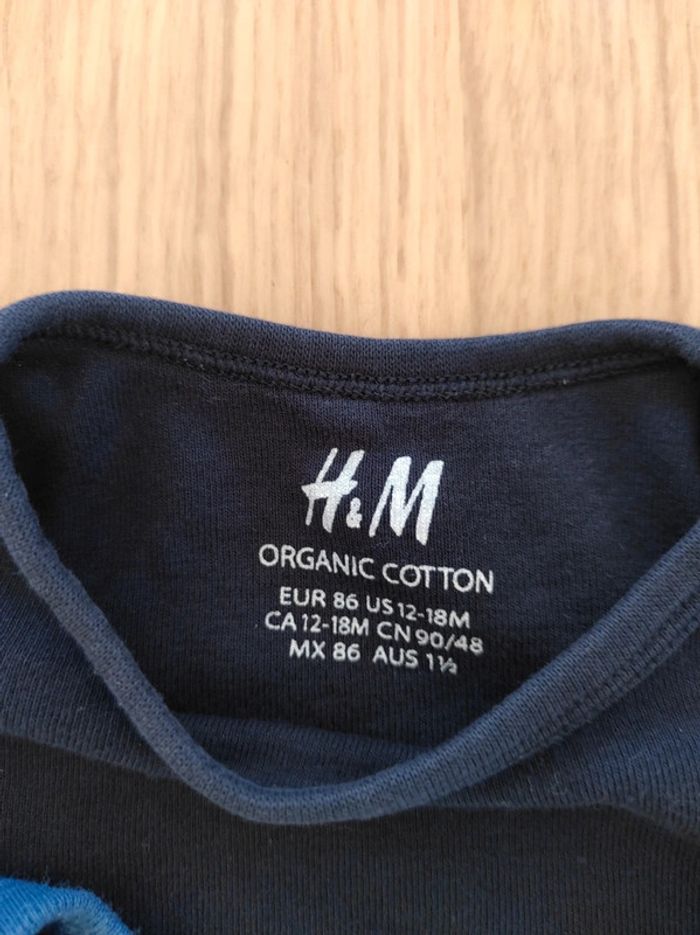 H&M
ORGANIC COTTON
EUR 86 US 12-18M
CA 12-18M CN 90/48
MX 86 AUS 1½